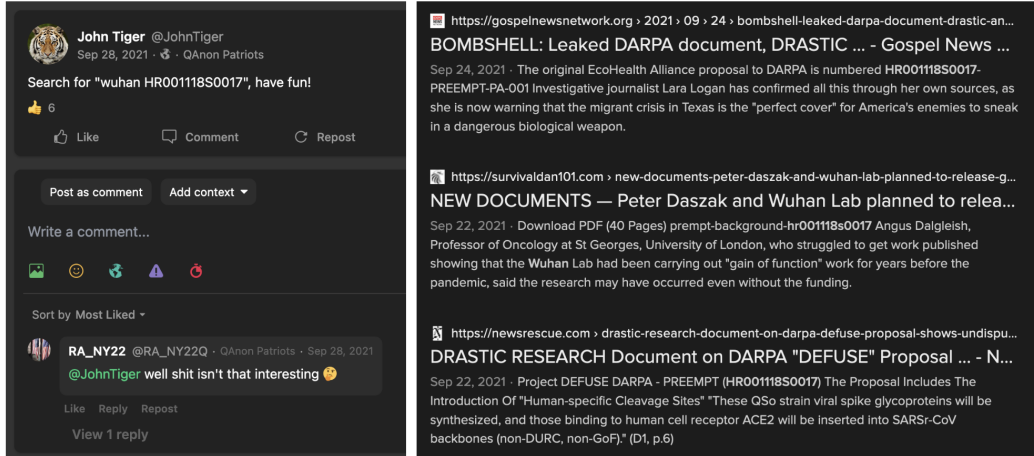 John Tiger @JohnTiger
Sep 28, 2021 · QAnon Patriots
Search for "wuhan HR001118S0017", have fun!
👍 6
Like Comment Repost
Post as comment Add context
Write a comment...
Sort by Most Liked
RA_NY22 @RA_NY22Q · QAnon Patriots · Sep 28, 2021
@JohnTiger well shit isn't that interesting 🤔
Like Reply Repost
View 1 reply
https://gospelnewsnetwork.org › 2021 › 09 › 24 › bombshell-leaked-darpa-document-drastic-an...
BOMBSHELL: Leaked DARPA document, DRASTIC ... - Gospel News ...
Sep 24, 2021 · The original EcoHealth Alliance proposal to DARPA is numbered HR001118S0017-
PREEMPT-PA-001 Investigative journalist Lara Logan has confirmed all this through her own sources, as
she is now warning that the migrant crisis in Texas is the "perfect cover" for America's enemies to sneak
in a dangerous biological weapon.
https://survivaldan101.com › new-documents-peter-daszak-and-wuhan-lab-planned-to-release-g...
NEW DOCUMENTS — Peter Daszak and Wuhan Lab planned to relea...
Sep 22, 2021 · Download PDF (40 Pages) prempt-background-hr001118s0017 Angus Dalgleish,
Professor of Oncology at St Georges, University of London, who struggled to get work published
showing that the Wuhan Lab had been carrying out "gain of function" work for years before the
pandemic, said the research may have occurred even without the funding.
https://newsrescue.com › drastic-research-document-on-darpa-defuse-proposal-shows-undispu...
DRASTIC RESEARCH Document on DARPA "DEFUSE" Proposal ... - N...
Sep 22, 2021 · Project DEFUSE DARPA - PREEMPT (HR001118S0017) The Proposal Includes The
Introduction Of "Human-specific Cleavage Sites" "These QSo strain viral spike glycoproteins will be
synthesized, and those binding to human cell receptor ACE2 will be inserted into SARSr-CoV
backbones (non-DURC, non-GoF)." (D1, p.6)